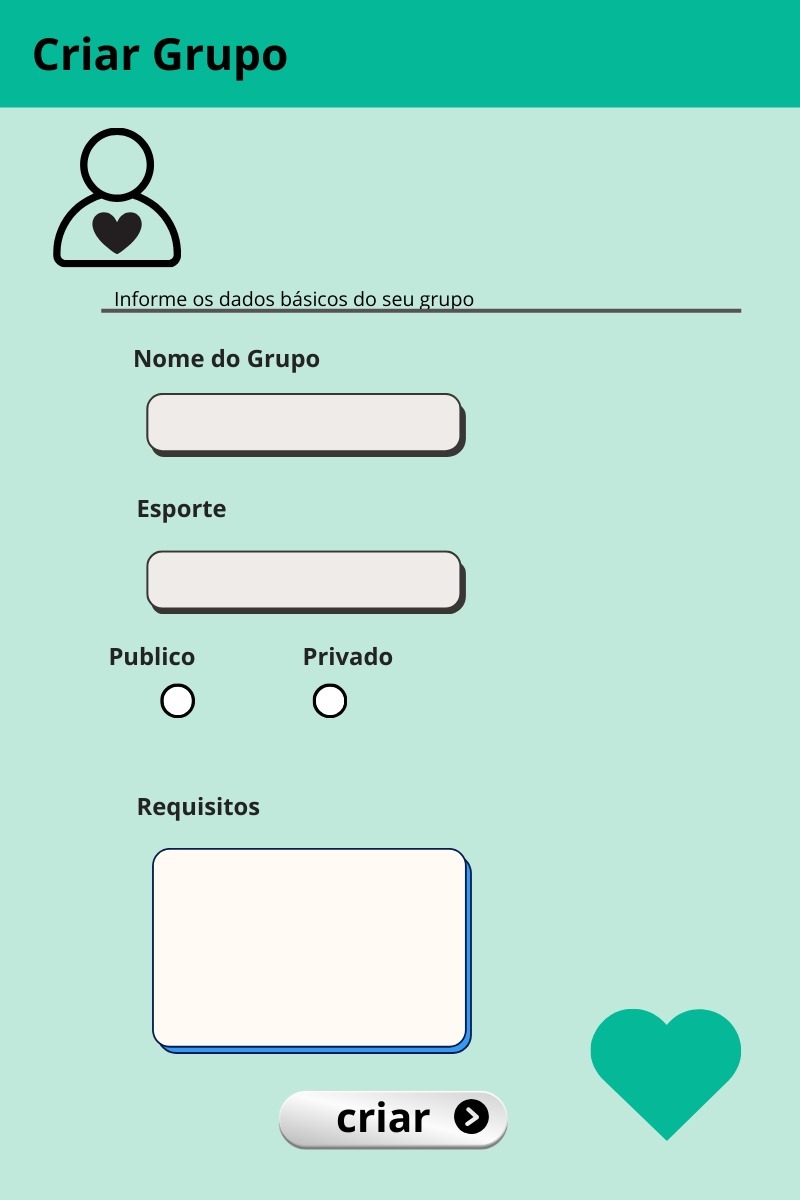 Criar Grupo
Informe os dados básicos do seu grupo
Nome do Grupo
Esporte
Publico Privado
Requisitos
criar